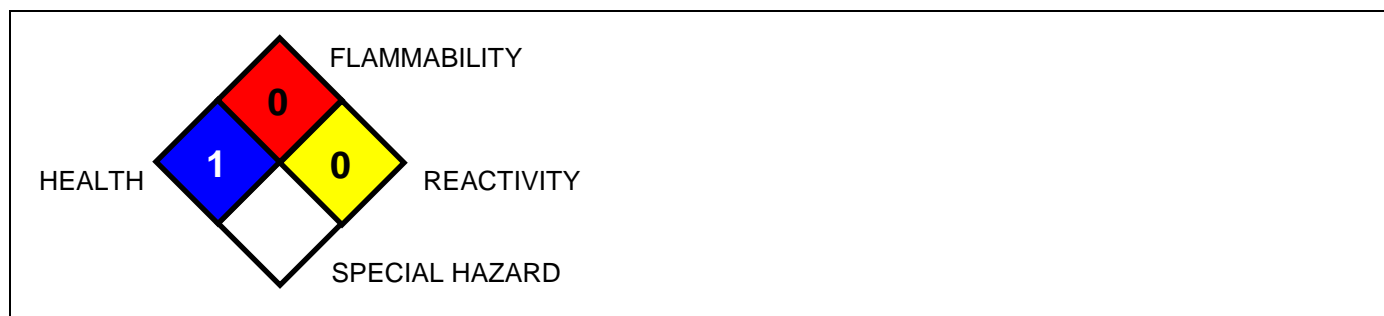 FLAMMABILITY
0
1
0
HEALTH
REACTIVITY
SPECIAL HAZARD